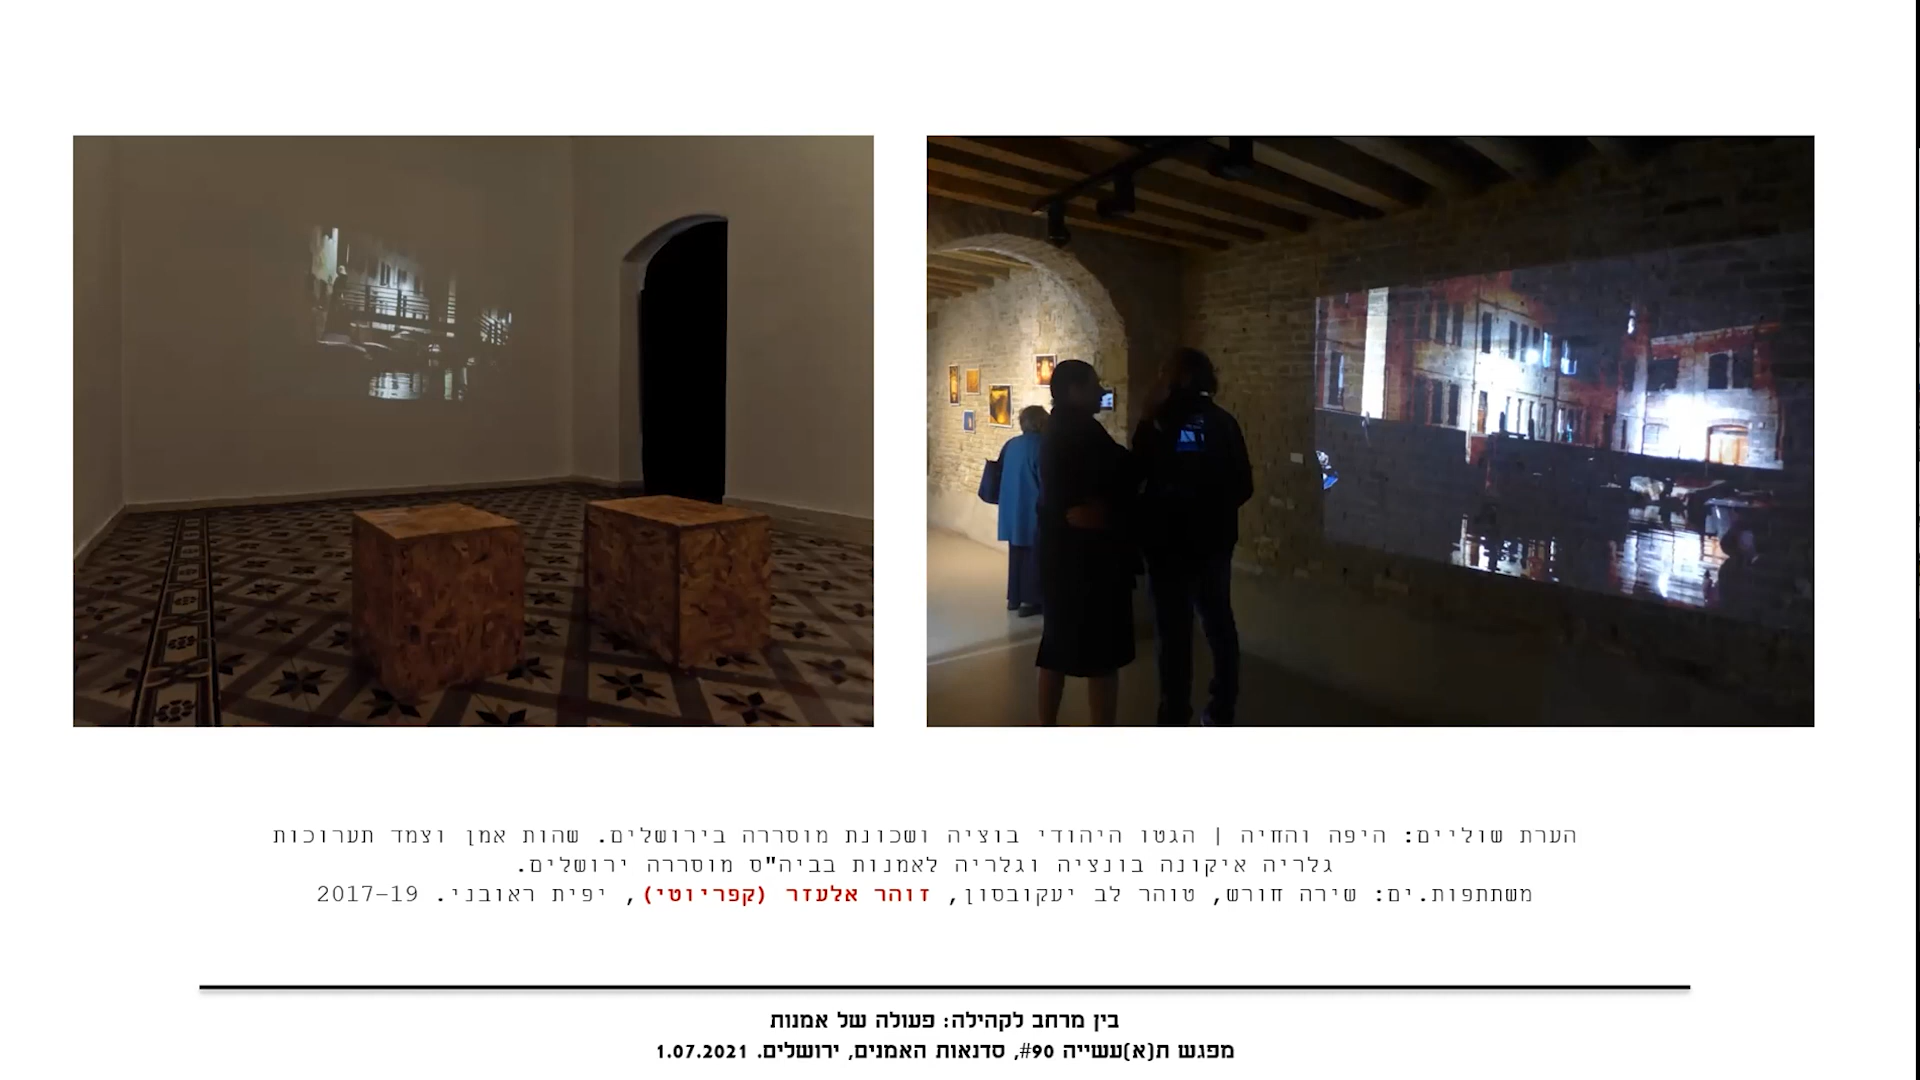 הערת שוליים: היפה והחיה | הגטו היהודי בוציה ושכונת מוסררה בירושלים. שהות אמן וצמד תערוכות
גלריה איקונה בונציה וגלריה לאמנות בביה"ס מוסררה ירושלים.
משתתפות.ים: שירה חורש, טוהר לב יעקובסון, זוהר אלעזר (קפריוטי), יפית ראובני. 2017-19
בין מרחב לקהילה: פעולה של אמנות
מפגש ת(א)עשייה #90, סדנאות האמנים, ירושלים. 1.07.2021